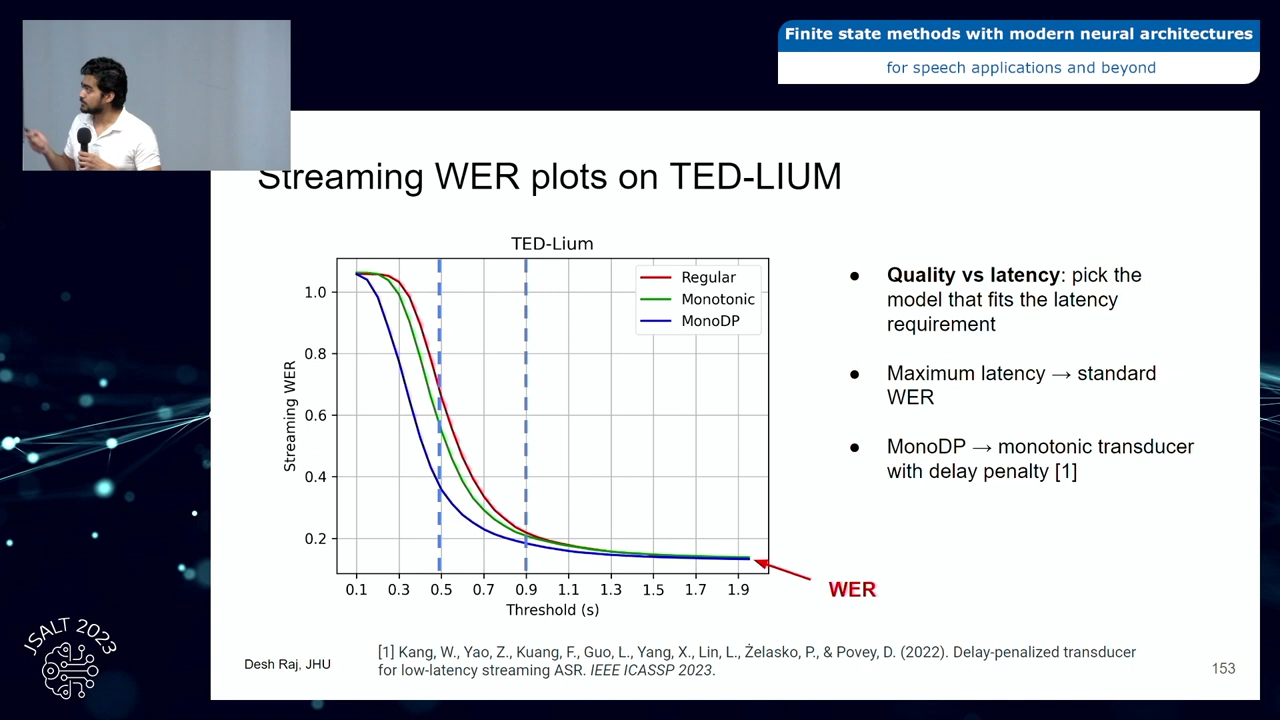 Finite state methods with modern neural architectures
for speech applications and beyond
Streaming WER plots on TED-LIUM
TED-Lium
Regular
Monotonic
MonoDP
1.0
0.8
0.6
0.4
0.2
Streaming WER
0.1 0.3 0.5 0.7 0.9 1.1 1.3 1.5 1.7 1.9
Threshold (s)
WER
● Quality vs latency: pick the
model that fits the latency
requirement
● Maximum latency → standard
WER
● MonoDP → monotonic transducer
with delay penalty [1]
JSALT 2023
Desh Raj, JHU
[1] Kang, W., Yao, Z., Kuang, F., Guo, L., Yang, X., Lin, L., Żelasko, P., & Povey, D. (2022). Delay-penalized transducer
for low-latency streaming ASR. IEEE ICASSP 2023.
153